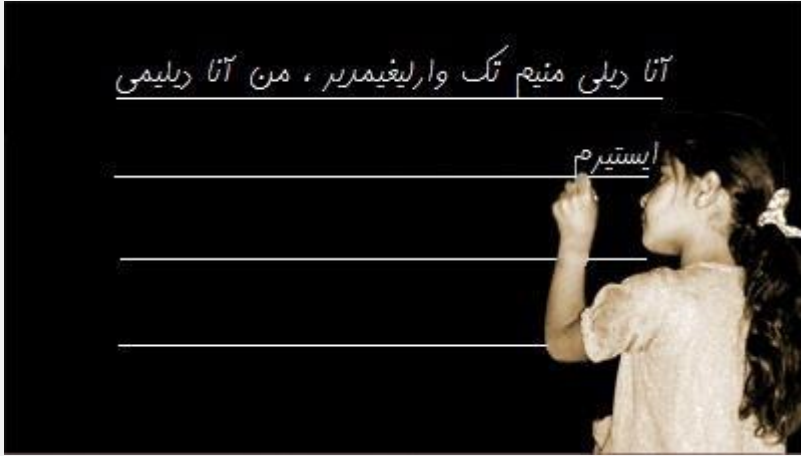 آنا دیلی منیم تک وارلیغیمدیر ، من آنا دیلیمی
ایستیرم